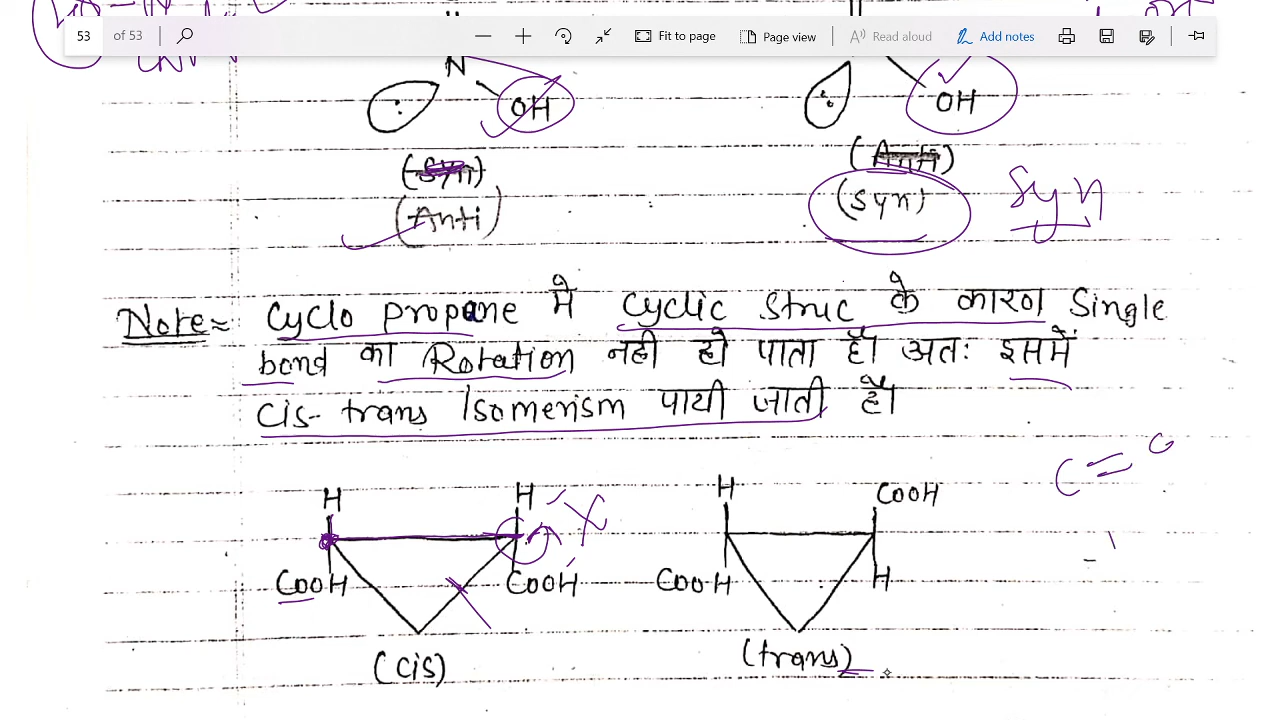 53 of 53 Fit to page Page view Read aloud Add notes
N
OH OH
(Syn) (Anti)
(Anti) (Syn) Syn
Note≈ Cyclo propane मे Cyclic Struc के कारण Single
bond का Rotation नही हो पाता है। अतः इसमें
Cis- trans Isomerism पायी जाती है।
C=C
H H H COOH
COOH COOH COOH H
(Cis) (trans)